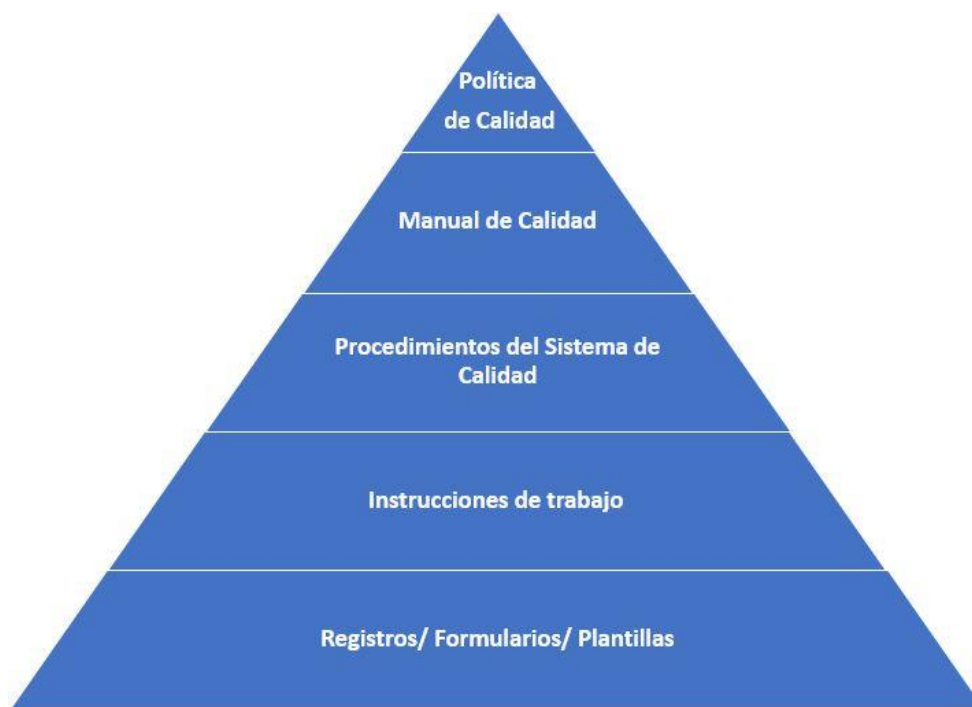 Política
de Calidad
Manual de Calidad
Procedimientos del Sistema de
Calidad
Instrucciones de trabajo
Registros/ Formularios/ Plantillas